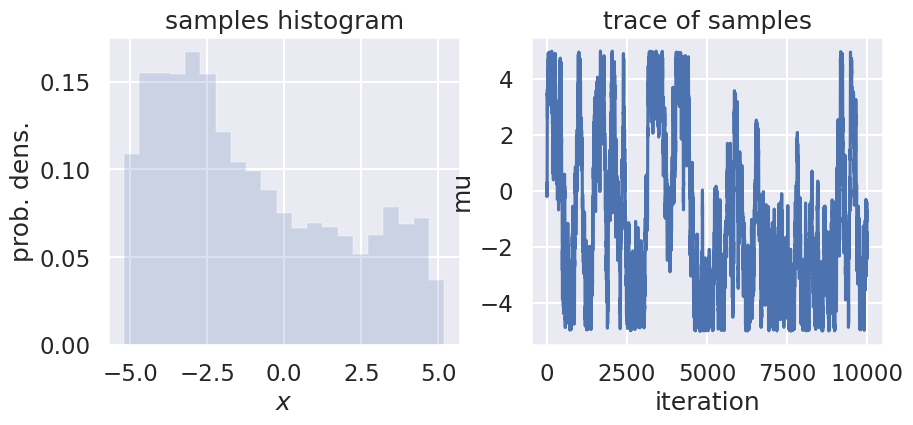 samples histogram
prob. dens.
0.15
0.10
0.05
0.00
−5.0 −2.5 0.0 2.5 5.0
x
trace of samples
mu
4
2
0
−2
−4
0 2500 5000 7500 10000
iteration